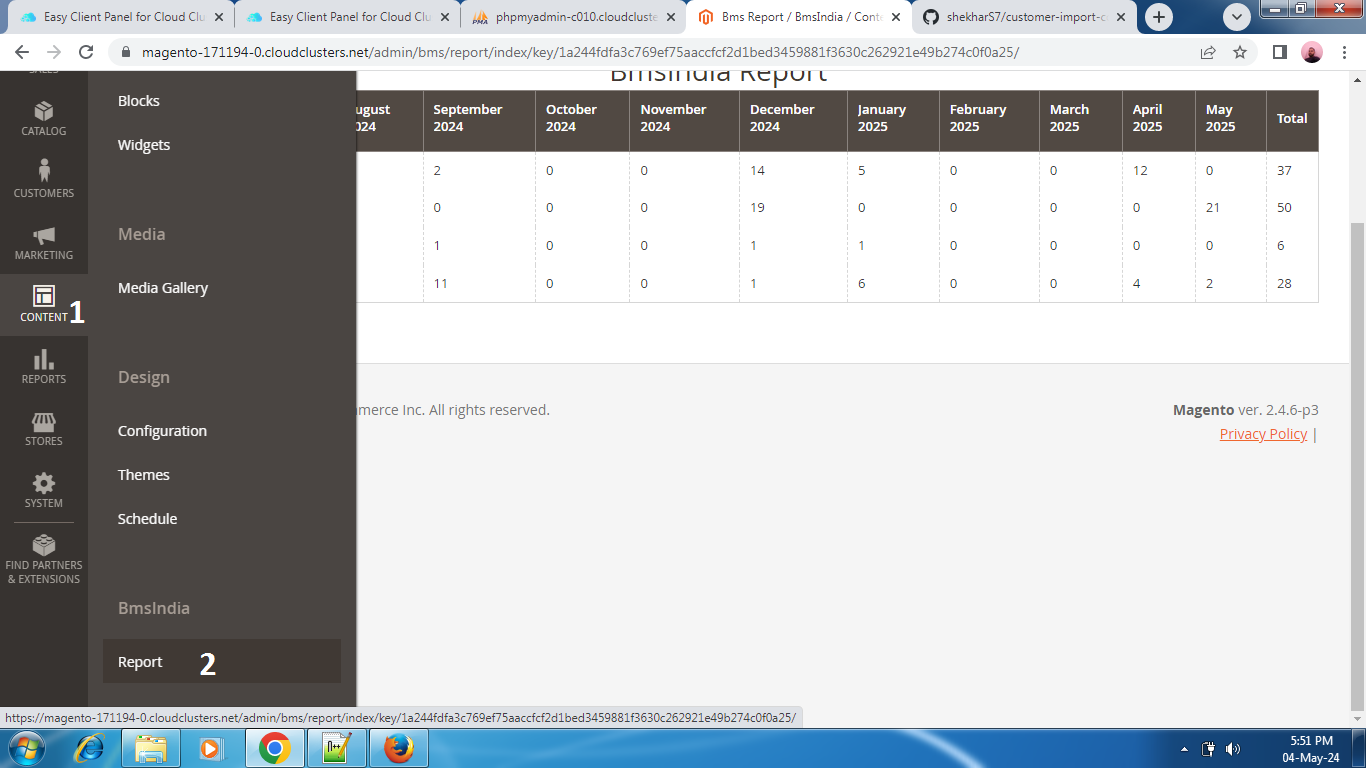 Easy Client Panel for Cloud Clu
Easy Client Panel for Cloud Clu
phpmyadmin-c010.cloudcluste
Bms Report / BmsIndia / Conte
shekharS7/customer-import-c
magento-171194-0.cloudclusters.net/admin/bms/report/index/key/1a244fdfa3c769ef75aaccfcf2d1bed3459881f3630c262921e49b274c0f0a25/
SALES
CATALOG
CUSTOMERS
MARKETING
CONTENT
1
REPORTS
STORES
SYSTEM
FIND PARTNERS
& EXTENSIONS
Blocks
Widgets
Media
Media Gallery
Design
Configuration
Themes
Schedule
BmsIndia
Report
2
BmsIndia Report
ugust 2024 September 2024 October 2024 November 2024 December 2024 January 2025 February 2025 March 2025 April 2025 May 2025 Total
2 0 0 14 5 0 0 12 0 37
0 0 0 19 0 0 0 0 21 50
1 0 0 1 1 0 0 0 0 6
11 0 0 1 6 0 0 4 2 28
merce Inc. All rights reserved.
Magento ver. 2.4.6-p3
Privacy Policy |
https://magento-171194-0.cloudclusters.net/admin/bms/report/index/key/1a244fdfa3c769ef75aaccfcf2d1bed3459881f3630c262921e49b274c0f0a25/
5:51 PM
04-May-24